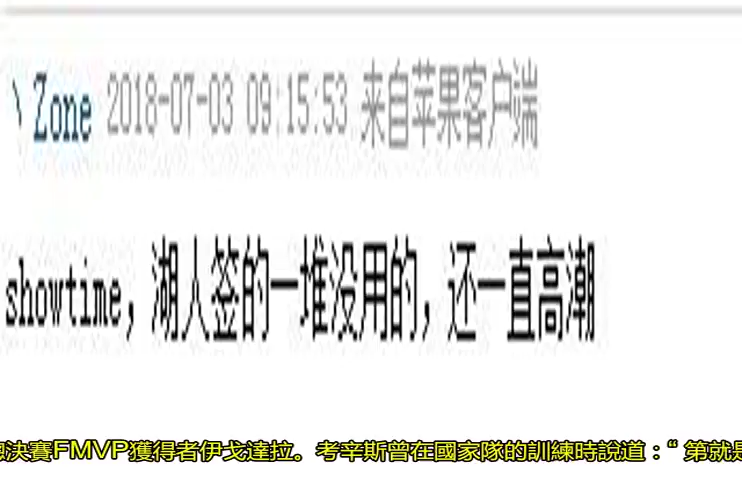 Zone 2018-07-03 09:15:53 来自苹果客户端
showtime，湖人签的一堆没用的，还一直高潮
決賽FMVP獲得者伊戈達拉。考辛斯曾在國家隊的訓練時說道：“ 第就是